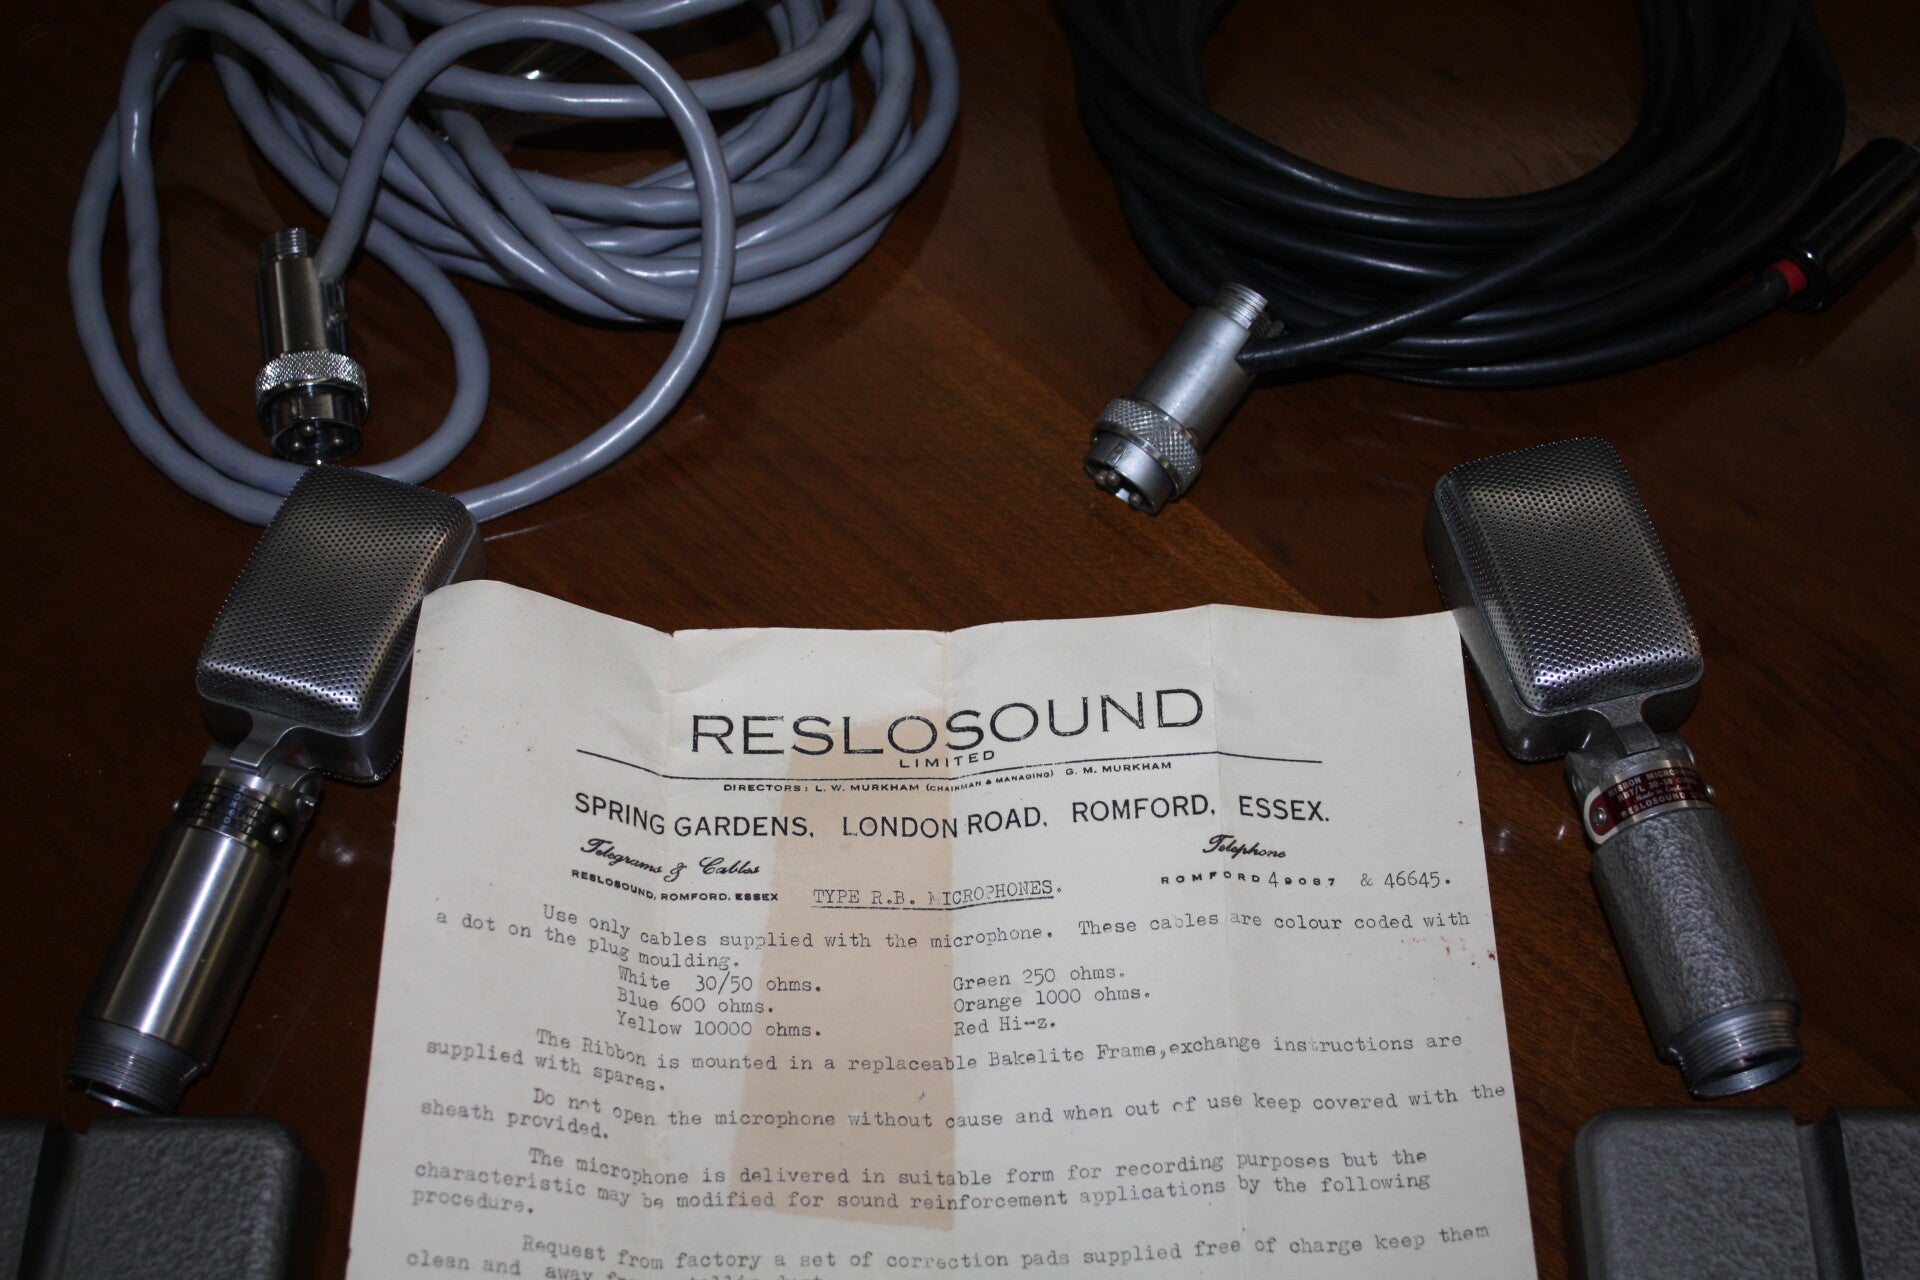 RESLOSOUND
LIMITED
DIRECTORS: L. W. MURKHAM (CHAIRMAN & MANAGING) G. M. MURKHAM
SPRING GARDENS, LONDON ROAD, ROMFORD, ESSEX.
Telegrams & Cables
RESLOSOUND, ROMFORD, ESSEX
Telephone
ROMFORD 49087 & 46645.
TYPE R.B. MICROPHONES.
Use only cables supplied with the microphone. These cables are colour coded with
a dot on the plug moulding.
White 30/50 ohms. Green 250 ohms.
Blue 600 ohms. Orange 1000 ohms.
Yellow 10000 ohms. Red Hi-z.
The Ribbon is mounted in a replaceable Bakelite Frame, exchange instructions are
supplied with spares.
Do not open the microphone without cause and when out of use keep covered with the
sheath provided.
The microphone is delivered in suitable form for recording purposes but the
characteristic may be modified for sound reinforcement applications by the following
procedure.
Request from factory a set of correction pads supplied free of charge keep them
clean and away
RIBBON MICROPHONE
RESLOSOUND